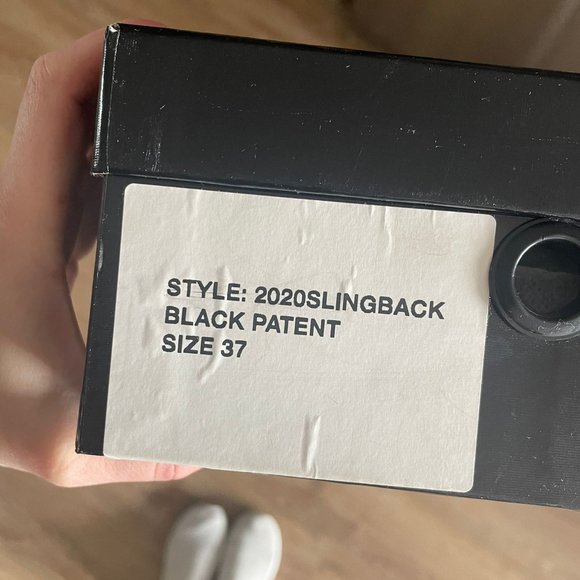 STYLE: 2020SLINGBACK
BLACK PATENT
SIZE 37